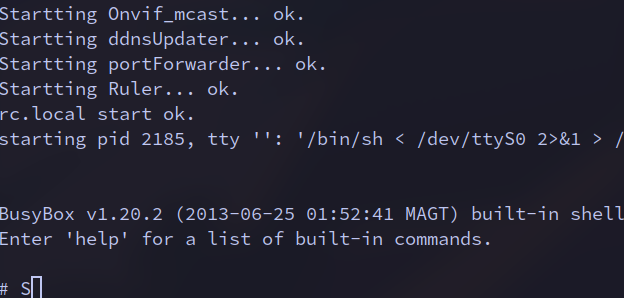 Startting Onvif_mcast... ok.
Startting ddnsUpdater... ok.
Startting portForwarder... ok.
Startting Ruler... ok.
rc.local start ok.
starting pid 2185, tty '': '/bin/sh < /dev/ttyS0 2>&1 > /
BusyBox v1.20.2 (2013-06-25 01:52:41 MAGT) built-in shell
Enter 'help' for a list of built-in commands.
# S